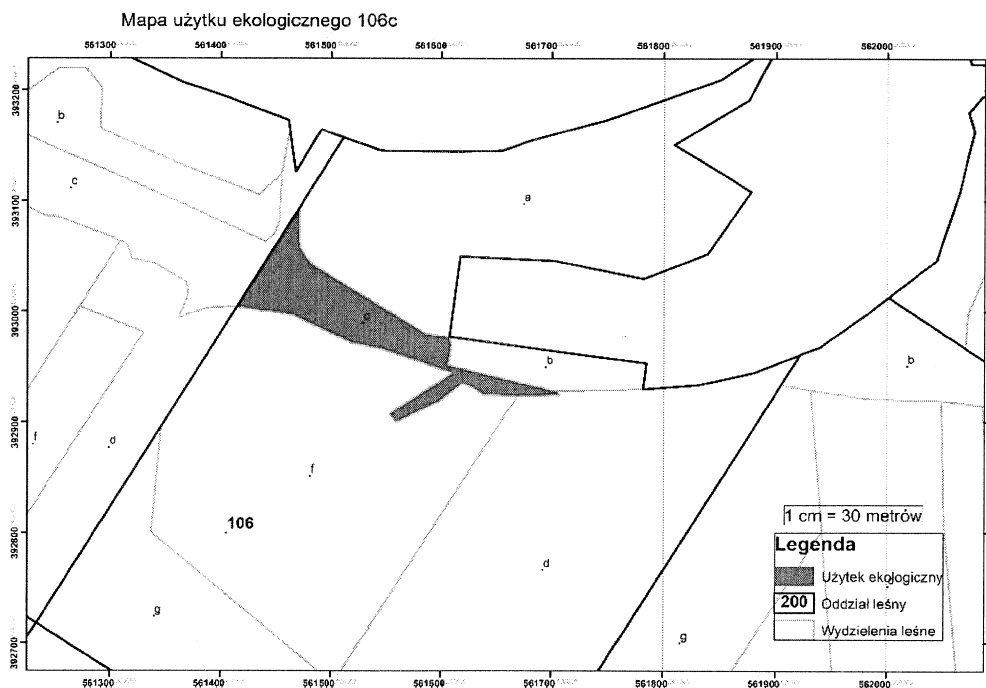 Mapa użytku ekologicznego 106c
561300 561400 561500 561600 561700 561800 561900 562000
393200
393100
393000
392900
392800
392700
b
c
a
c
b
b
f
d
f
106
d
g
g
1 cm = 30 metrów
Legenda
Użytek ekologiczny
200 Oddział leśny
Wydzielenia leśne
561300 561400 561500 561600 561700 561800 561900 562000